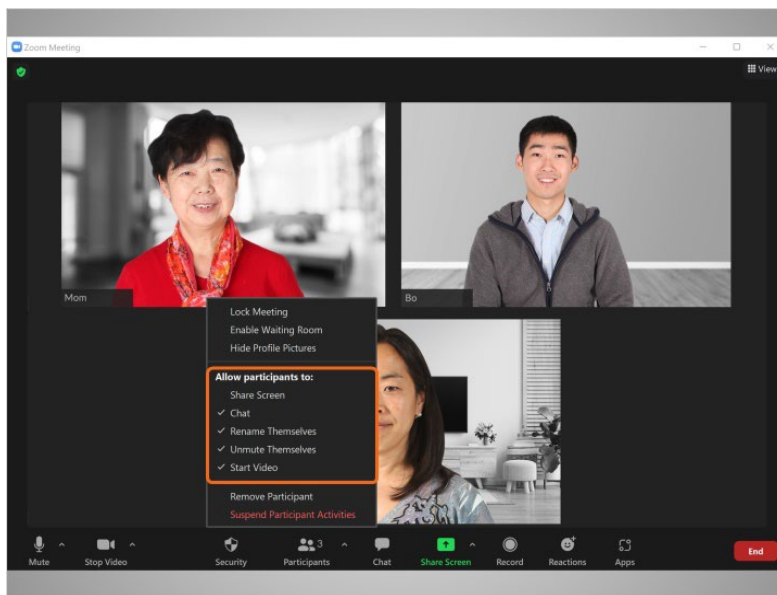 Zoom Meeting
View
Mom
Bo
Lock Meeting
Enable Waiting Room
Hide Profile Pictures
Allow participants to:
Share Screen
Chat
Rename Themselves
Unmute Themselves
Start Video
Remove Participant
Suspend Participant Activities
3
Mute
Stop Video
Security
Participants
Chat
Share Screen
Record
Reactions
Apps
End